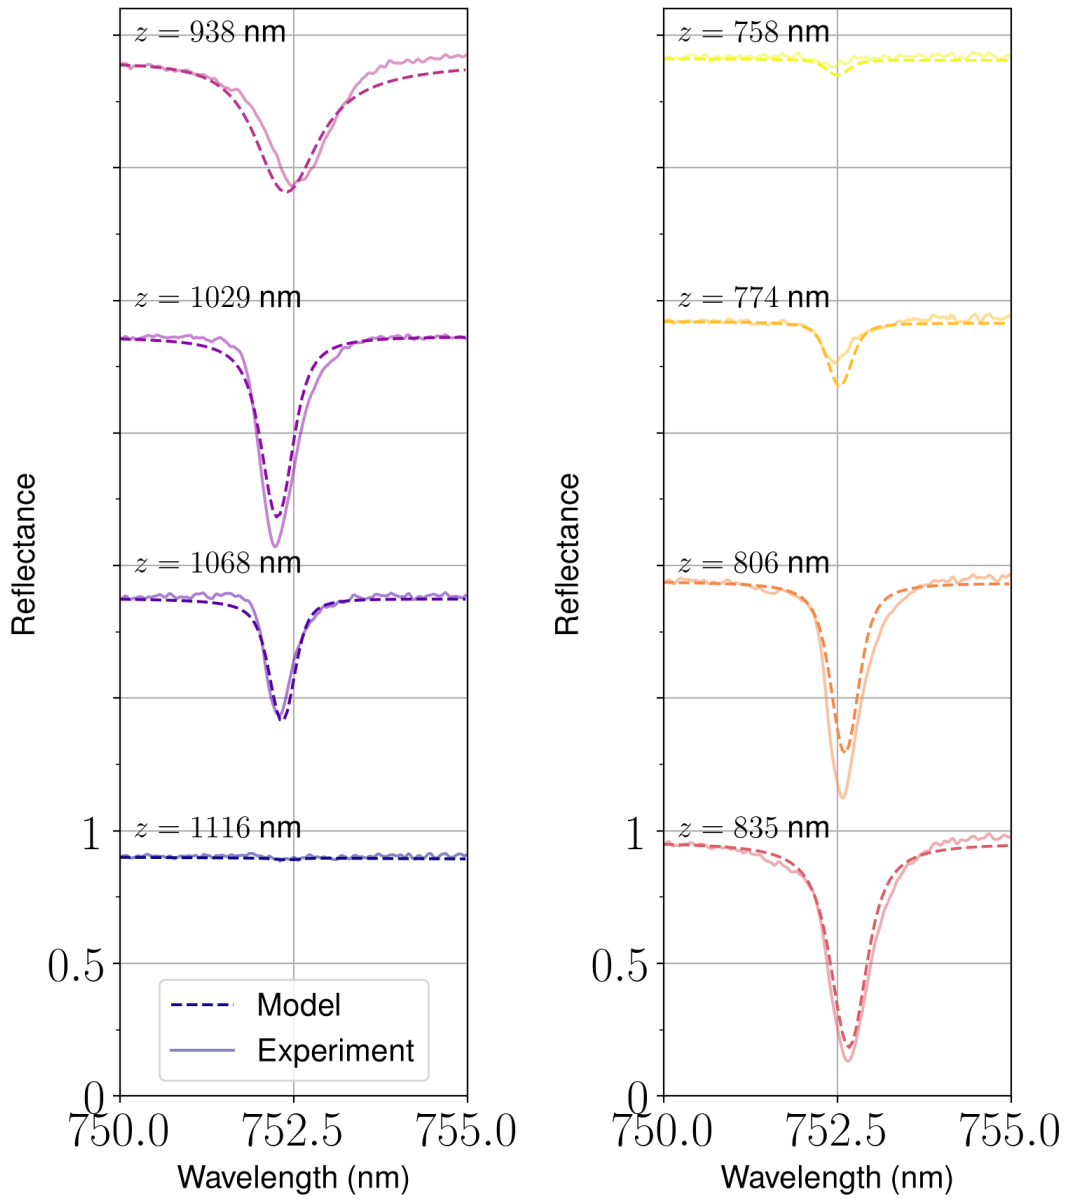 z = 938 nm
z = 1029 nm
z = 1068 nm
z = 1116 nm
1
0.5
0
Reflectance
Model
Experiment
750.0 752.5 755.0
Wavelength (nm)
z = 758 nm
z = 774 nm
z = 806 nm
z = 835 nm
1
0.5
0
Reflectance
750.0 752.5 755.0
Wavelength (nm)